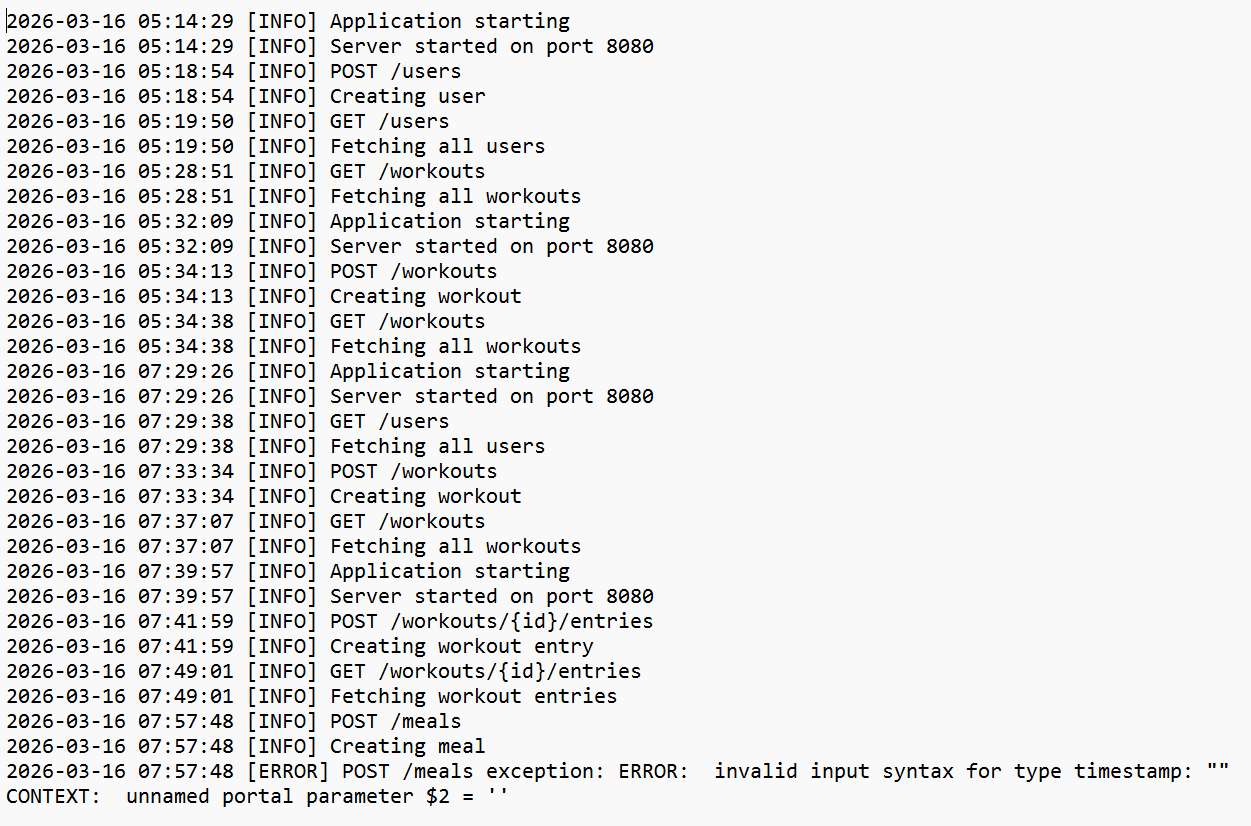 2026-03-16 05:14:29 [INFO] Application starting
2026-03-16 05:14:29 [INFO] Server started on port 8080
2026-03-16 05:18:54 [INFO] POST /users
2026-03-16 05:18:54 [INFO] Creating user
2026-03-16 05:19:50 [INFO] GET /users
2026-03-16 05:19:50 [INFO] Fetching all users
2026-03-16 05:28:51 [INFO] GET /workouts
2026-03-16 05:28:51 [INFO] Fetching all workouts
2026-03-16 05:32:09 [INFO] Application starting
2026-03-16 05:32:09 [INFO] Server started on port 8080
2026-03-16 05:34:13 [INFO] POST /workouts
2026-03-16 05:34:13 [INFO] Creating workout
2026-03-16 05:34:38 [INFO] GET /workouts
2026-03-16 05:34:38 [INFO] Fetching all workouts
2026-03-16 07:29:26 [INFO] Application starting
2026-03-16 07:29:26 [INFO] Server started on port 8080
2026-03-16 07:29:38 [INFO] GET /users
2026-03-16 07:29:38 [INFO] Fetching all users
2026-03-16 07:33:34 [INFO] POST /workouts
2026-03-16 07:33:34 [INFO] Creating workout
2026-03-16 07:37:07 [INFO] GET /workouts
2026-03-16 07:37:07 [INFO] Fetching all workouts
2026-03-16 07:39:57 [INFO] Application starting
2026-03-16 07:39:57 [INFO] Server started on port 8080
2026-03-16 07:41:59 [INFO] POST /workouts/{id}/entries
2026-03-16 07:41:59 [INFO] Creating workout entry
2026-03-16 07:49:01 [INFO] GET /workouts/{id}/entries
2026-03-16 07:49:01 [INFO] Fetching workout entries
2026-03-16 07:57:48 [INFO] POST /meals
2026-03-16 07:57:48 [INFO] Creating meal
2026-03-16 07:57:48 [ERROR] POST /meals exception: ERROR:  invalid input syntax for type timestamp: ""
CONTEXT:  unnamed portal parameter $2 = ''